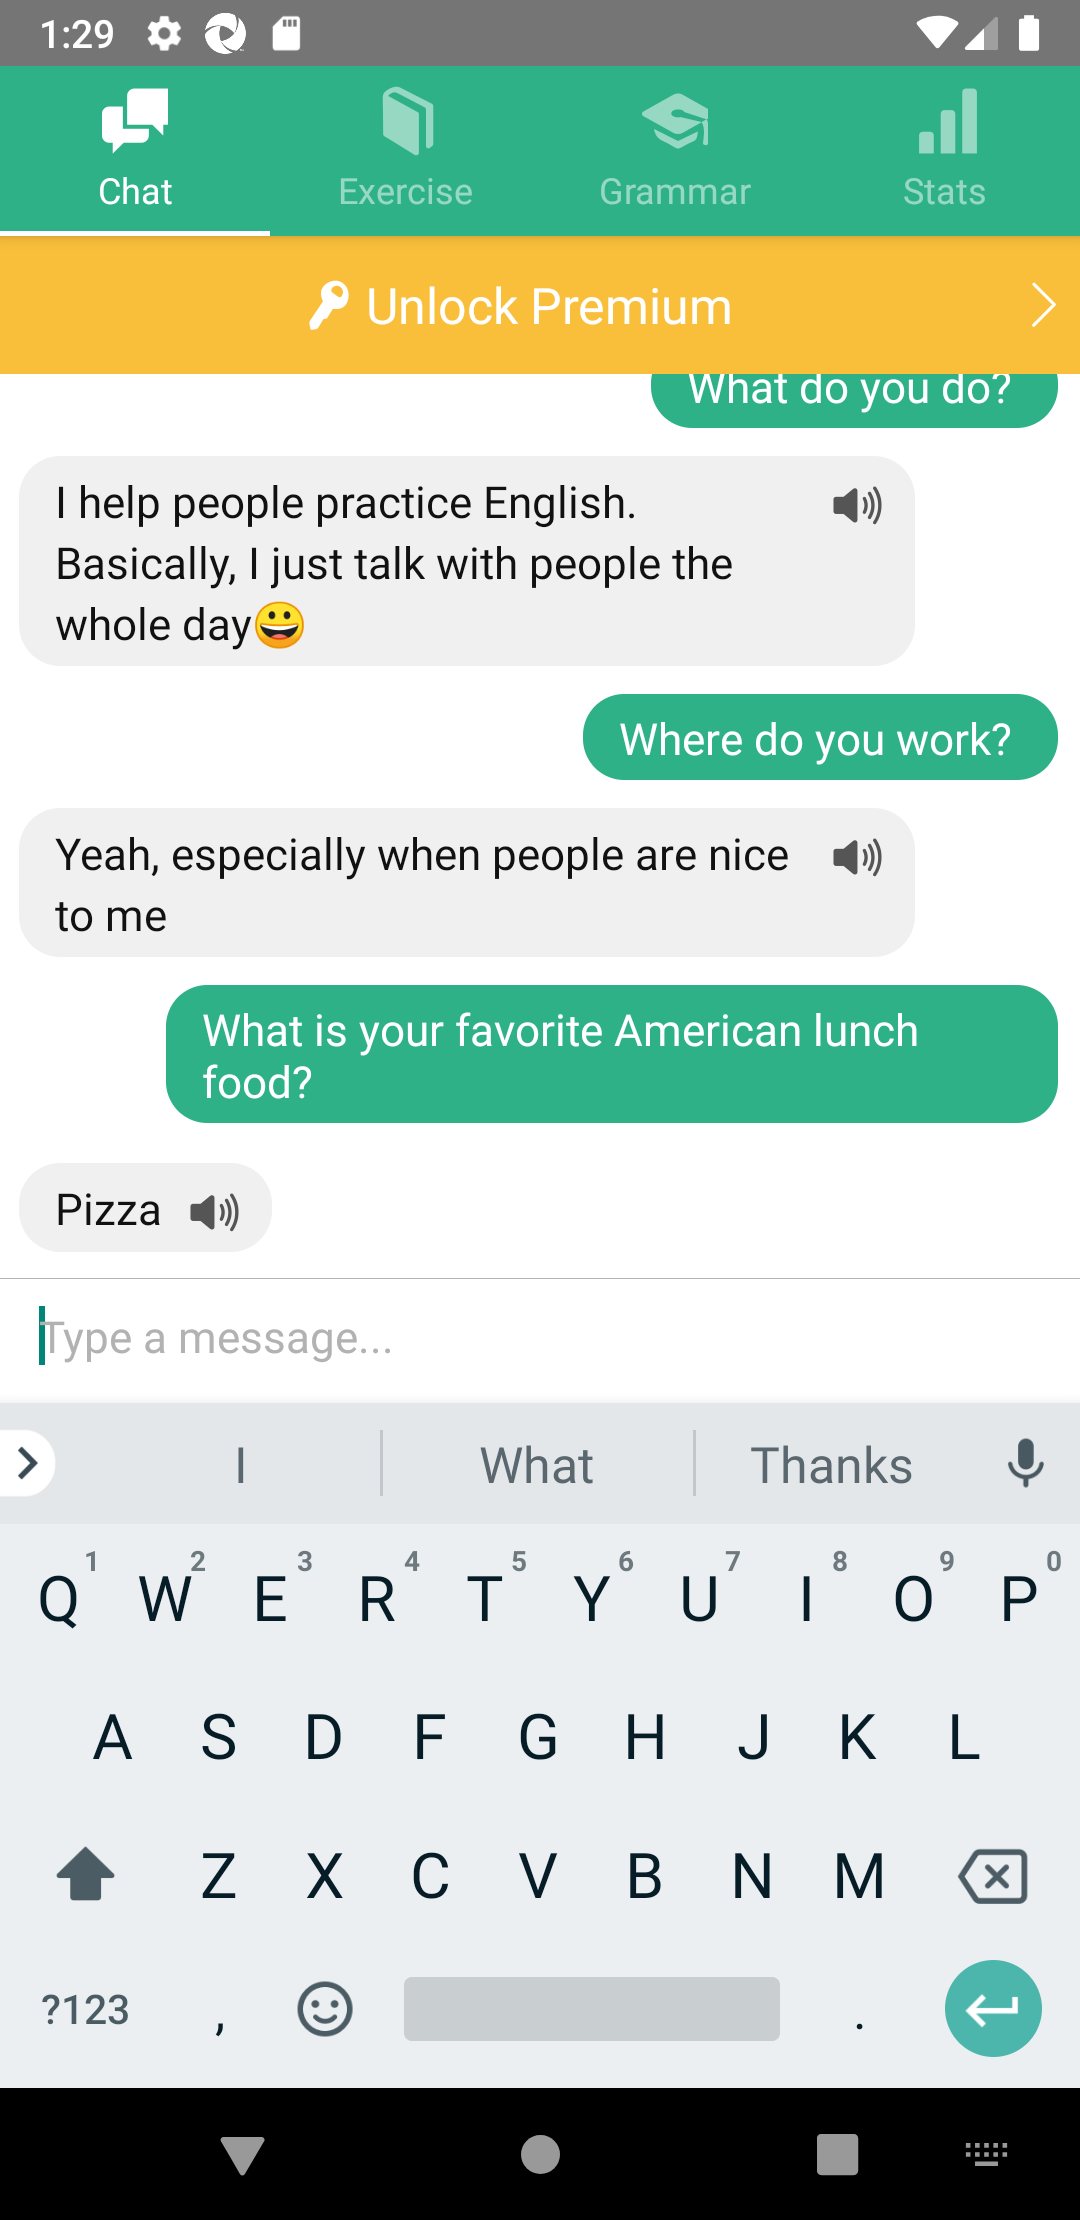 1:29
Chat
Exercise
Grammar
Stats
Unlock Premium
What do you do?
I help people practice English.
Basically, I just talk with people the
whole day😀
Where do you work?
Yeah, especially when people are nice
to me
What is your favorite American lunch
food?
Pizza
Type a message...
I What Thanks
1 2 3 4 5 6 7 8 9 0
Q W E R T Y U I O P
A S D F G H J K L
Z X C V B N M
?123 , .